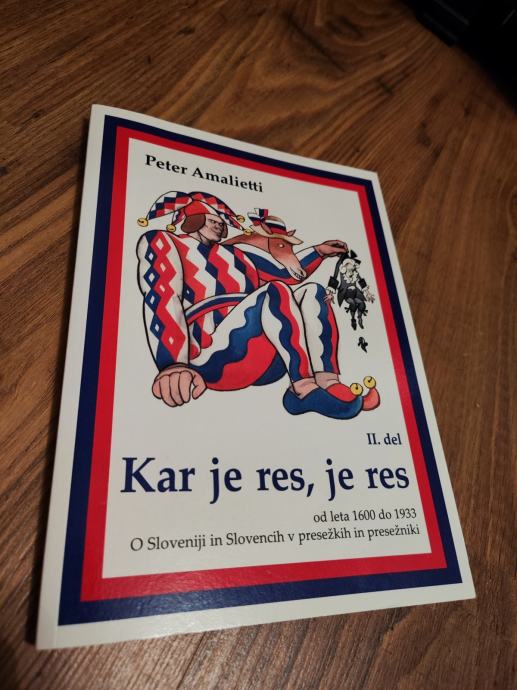 Peter Amalietti
II. del
Kar je res, je res
od leta 1600 do 1933
O Sloveniji in Slovencih v presežkih in presežniki